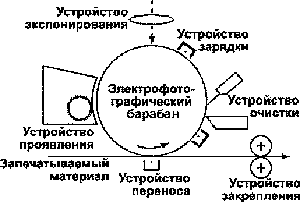 Устройство
экспонирования
Устройство
зарядки
Электрофото-
графический
барабан
Устройство
очистки
Устройство
проявления
Запечатываемый
материал
Устройство
переноса
Устройство
закрепления